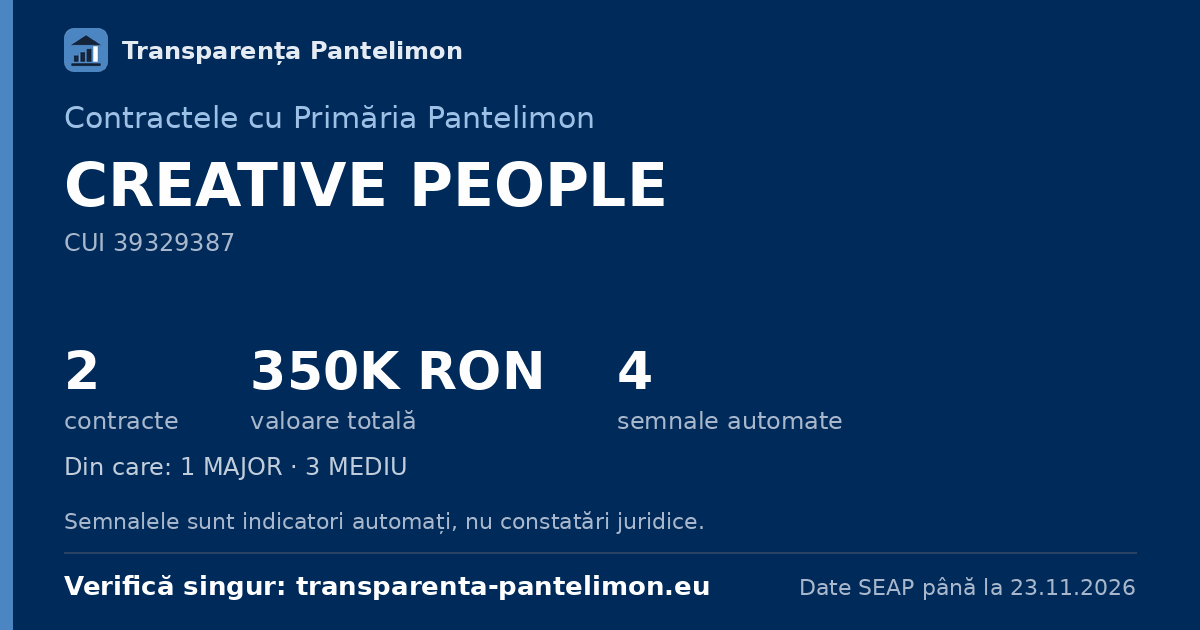 Transparența Pantelimon
Contractele cu Primăria Pantelimon
CREATIVE PEOPLE
CUI 39329387
2 350K RON 4
contracte valoare totală semnale automate
Din care: 1 MAJOR · 3 MEDIU
Semnalele sunt indicatori automați, nu constatări juridice.
Verifică singur: transparenta-pantelimon.eu Date SEAP până la 23.11.2026